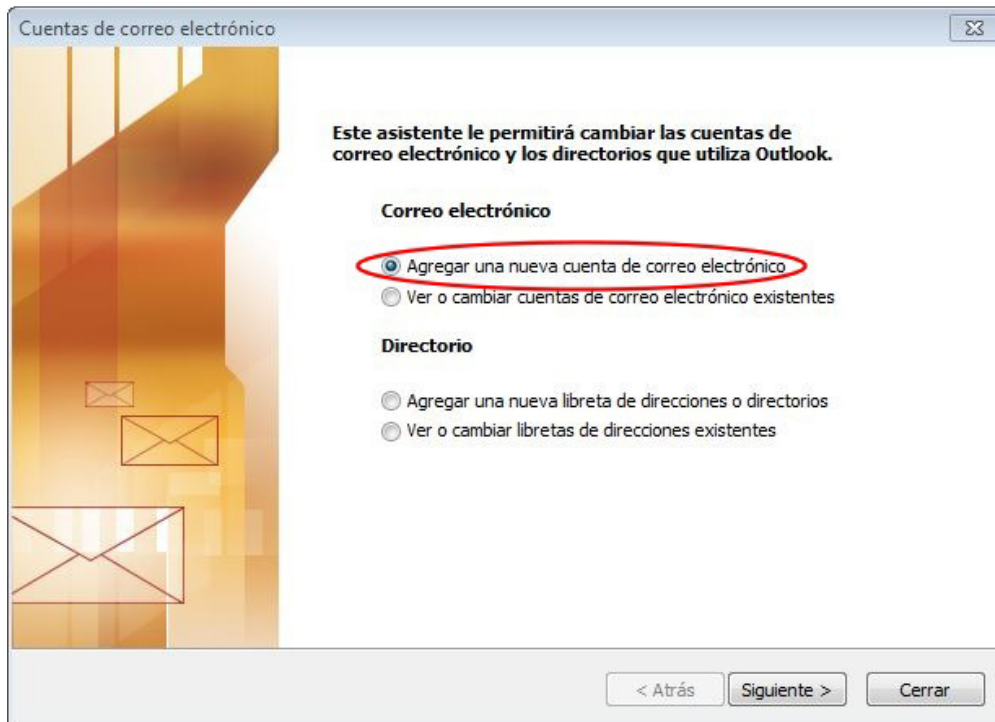 Cuentas de correo electrónico
Este asistente le permitirá cambiar las cuentas de
correo electrónico y los directorios que utiliza Outlook.
Correo electrónico
Agregar una nueva cuenta de correo electrónico
Ver o cambiar cuentas de correo electrónico existentes
Directorio
Agregar una nueva libreta de direcciones o directorios
Ver o cambiar libretas de direcciones existentes
< Atrás Siguiente > Cerrar